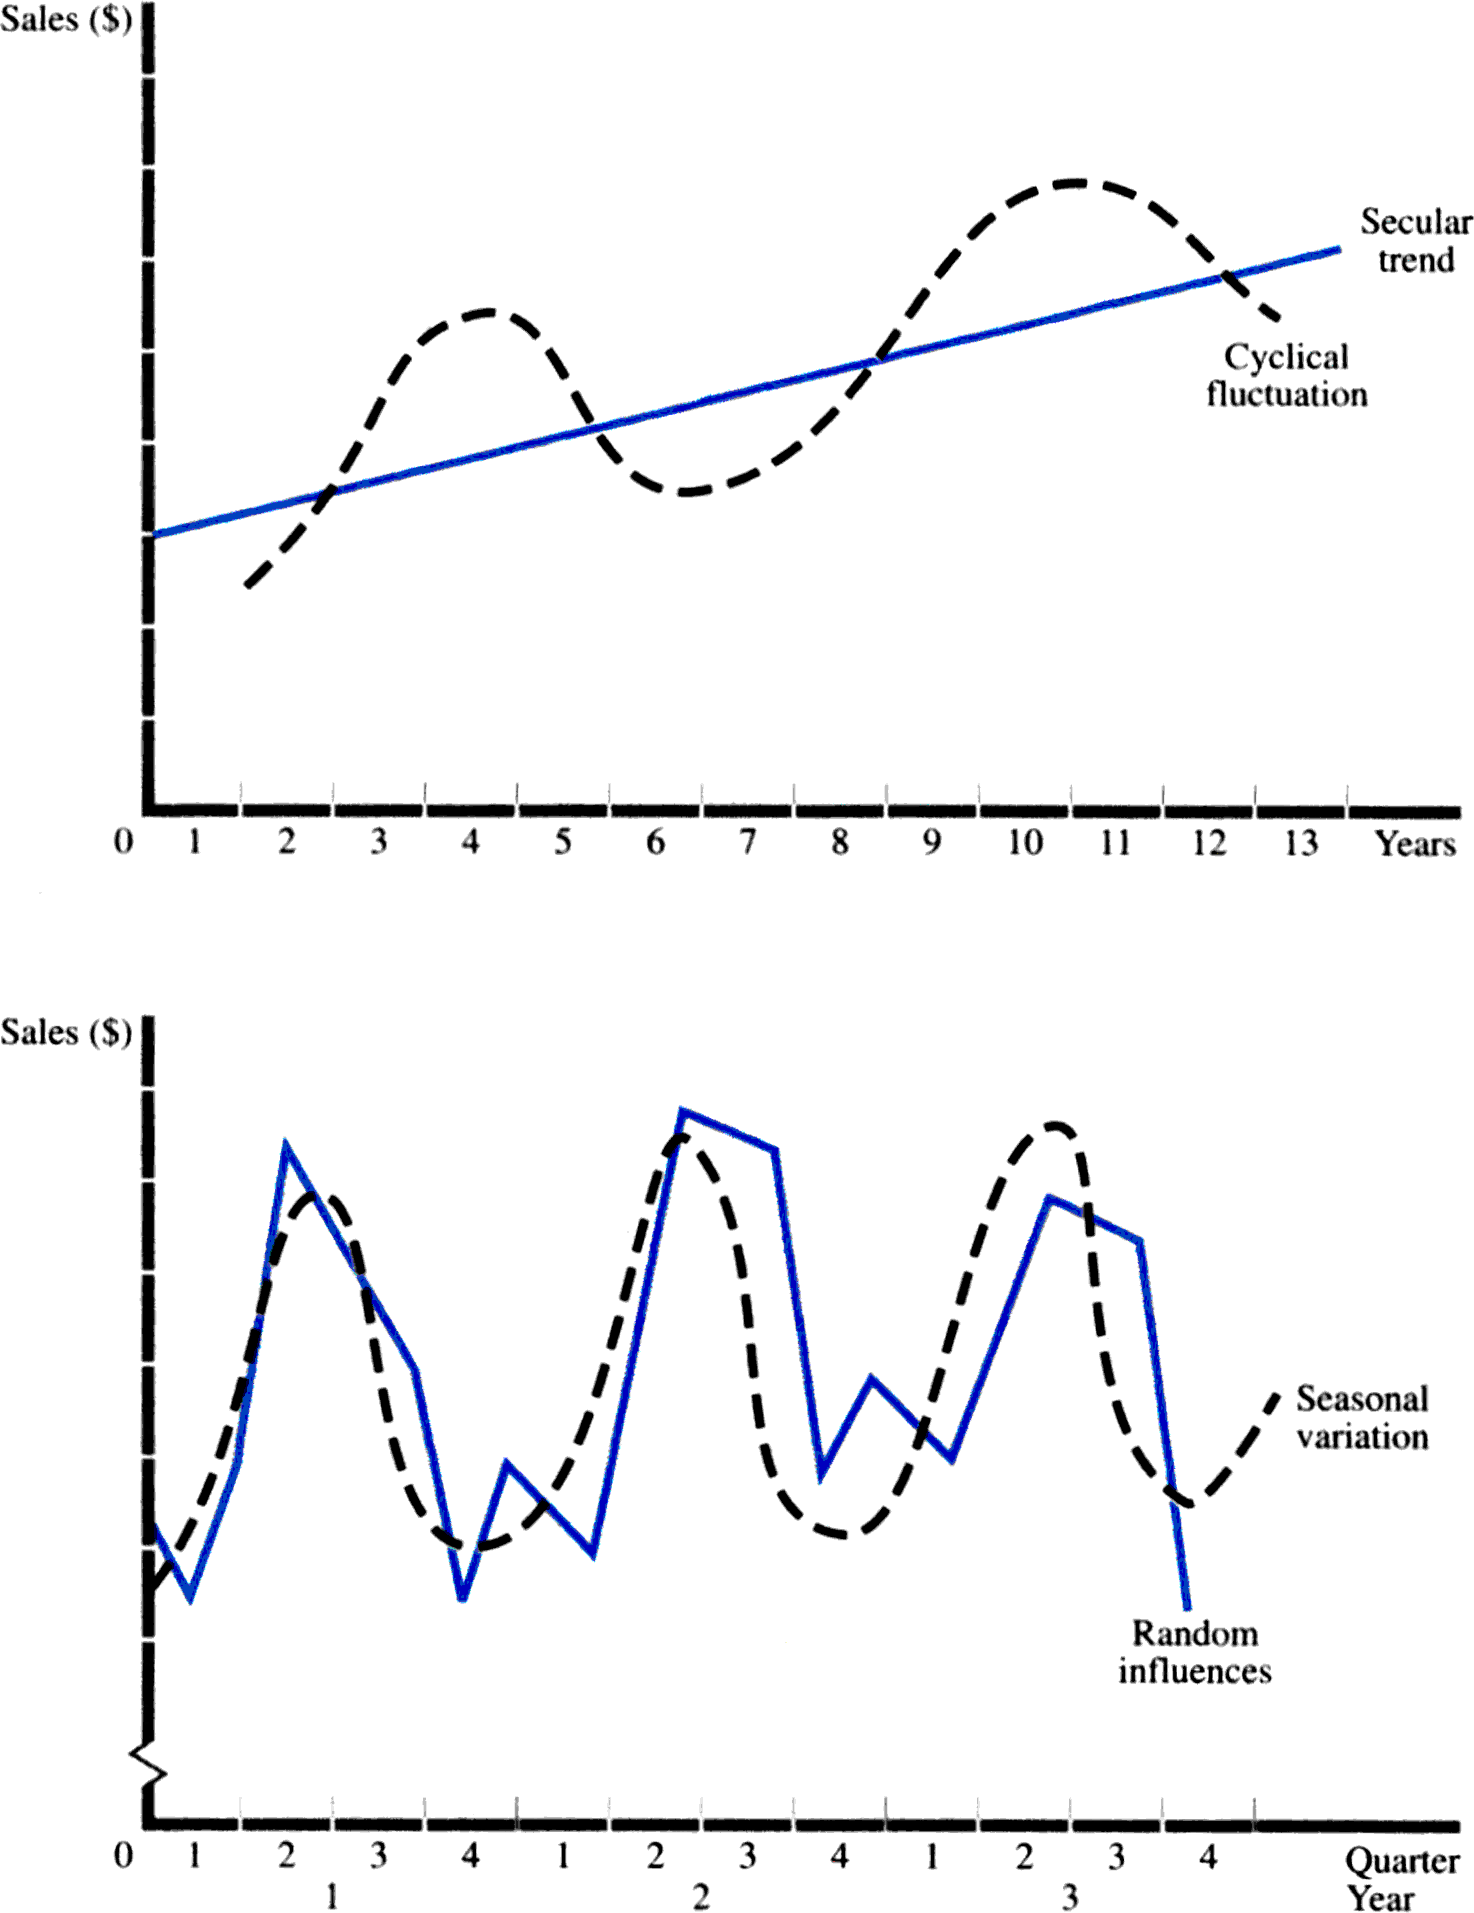 Sales ($)
Secular
trend
Cyclical
fluctuation
0 1 2 3 4 5 6 7 8 9 10 11 12 13 Years
Sales ($)
Seasonal
variation
Random
influences
0 1 2 3 4 1 2 3 4 1 2 3 4 Quarter
1 2 3 Year